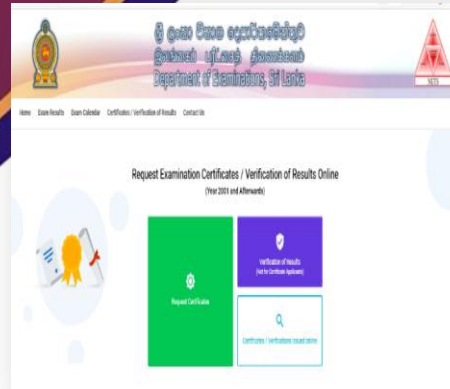 ශ්‍රී ලංකා විභාග දෙපාර්තමේන්තුව
இலங்கைப் பரீட்சைத் திணைக்களம்
Department of Examinations, Sri Lanka
NETS
Home Exam Results Exam Calendar Certificates / Verification of Results Contact Us
Request Examination Certificates / Verification of Results Online
(Year 2001 and Afterwards)
Verification of Results
(Not for Certificate Applicants)
Request Certificates
Certificates / Verifications issued online